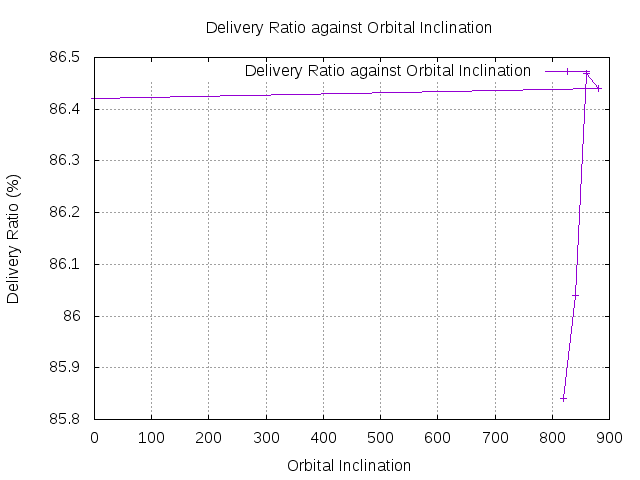 Delivery Ratio against Orbital Inclination
86.5
Delivery Ratio against Orbital Inclination
86.4
86.3
86.2
Delivery Ratio (%)
86.1
86
85.9
85.8
0 100 200 300 400 500 600 700 800 900
Orbital Inclination